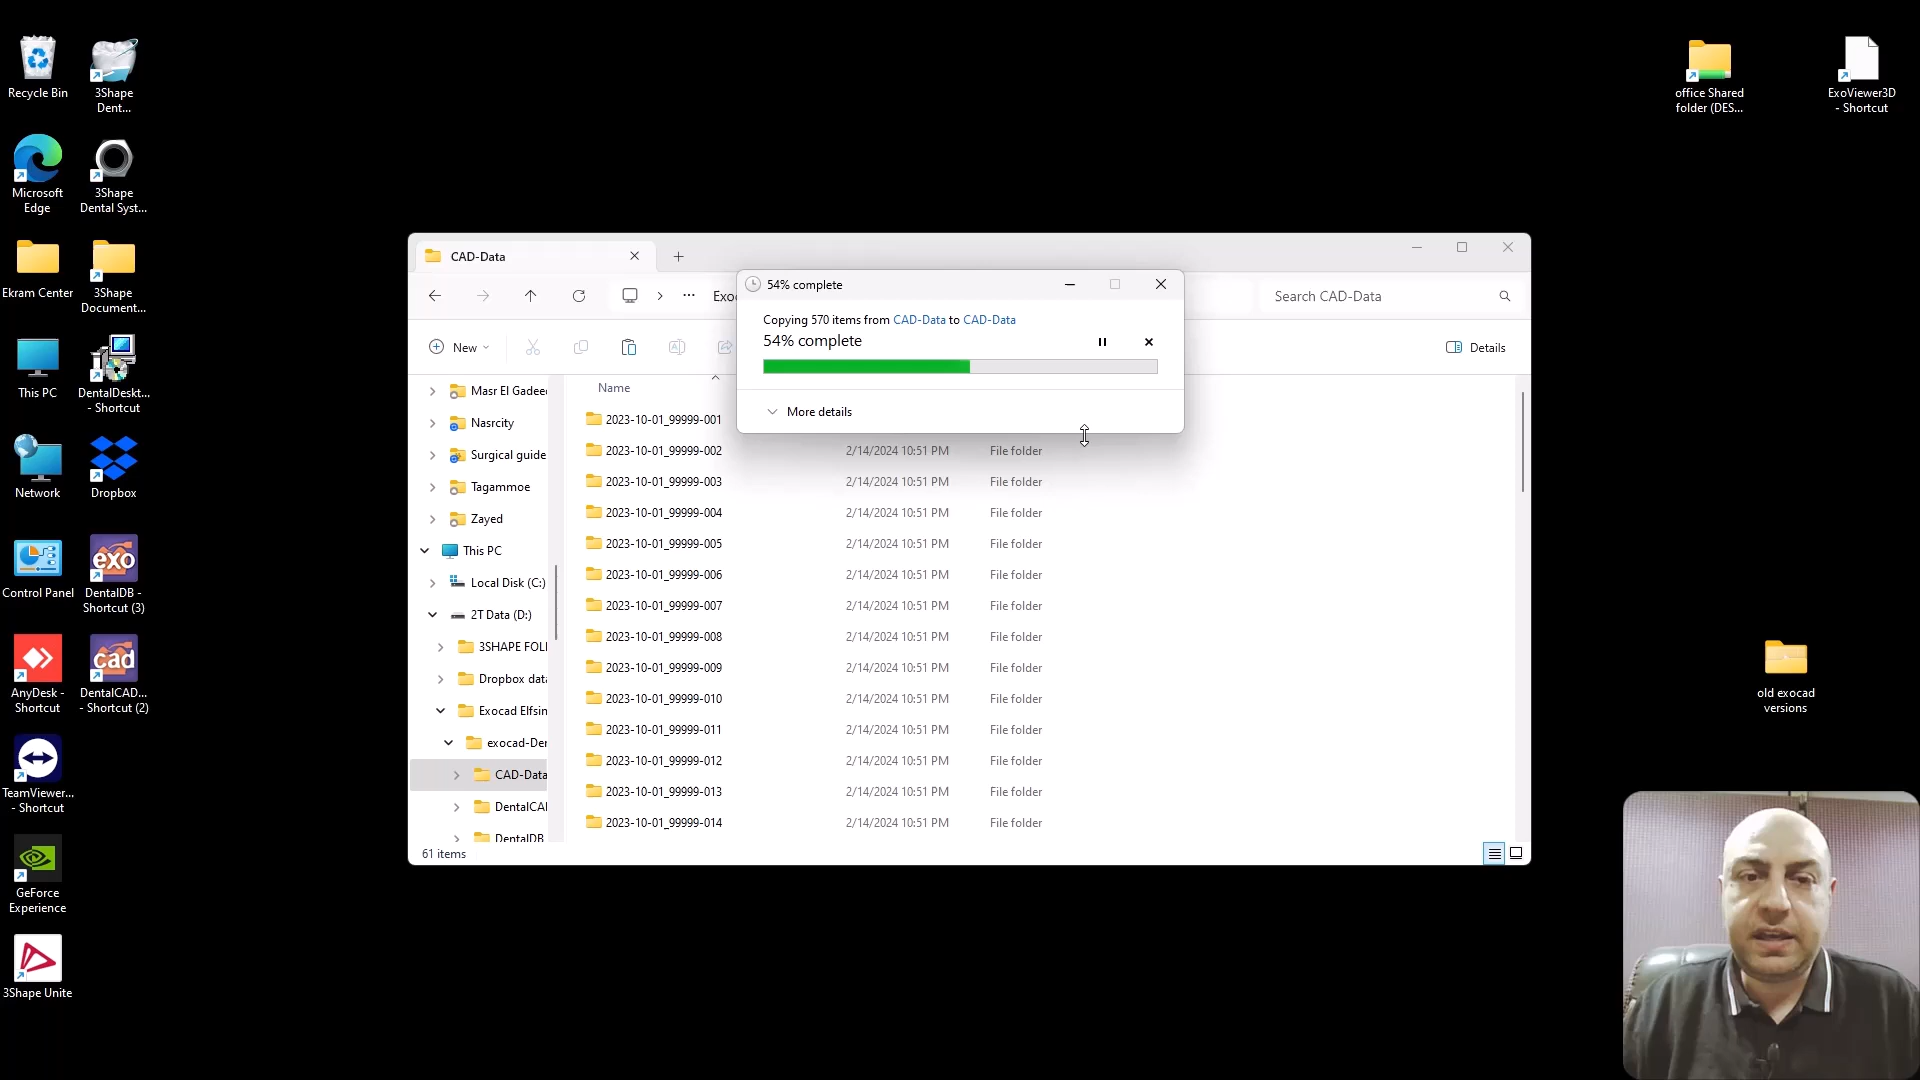 Recycle Bin
3Shape
Dent...
Microsoft
Edge
3Shape
Dental Syst...
Ekram Center
3Shape
Document...
This PC
DentalDeskt...
- Shortcut
Network
Dropbox
Control Panel
exo
DentalDB -
Shortcut (3)
AnyDesk -
Shortcut
cad
DentalCAD...
- Shortcut (2)
TeamViewer...
- Shortcut
GeForce
Experience
3Shape Unite
office Shared
folder (DES...
ExoViewer3D
- Shortcut
old exocad
versions
CAD-Data
Exoc
Search CAD-Data
New
Details
54% complete
Copying 570 items from CAD-Data to CAD-Data
54% complete
More details
Masr El Gadee
Nasrcity
Surgical guide
Tagammoe
Zayed
This PC
Local Disk (C:)
2T Data (D:)
3SHAPE FOL
Dropbox data
Exocad Elfsin
exocad-Den
CAD-Data
DentalCAI
DentalDB
Name
2023-10-01_99999-001
2023-10-01_99999-002 2/14/2024 10:51 PM File folder
2023-10-01_99999-003 2/14/2024 10:51 PM File folder
2023-10-01_99999-004 2/14/2024 10:51 PM File folder
2023-10-01_99999-005 2/14/2024 10:51 PM File folder
2023-10-01_99999-006 2/14/2024 10:51 PM File folder
2023-10-01_99999-007 2/14/2024 10:51 PM File folder
2023-10-01_99999-008 2/14/2024 10:51 PM File folder
2023-10-01_99999-009 2/14/2024 10:51 PM File folder
2023-10-01_99999-010 2/14/2024 10:51 PM File folder
2023-10-01_99999-011 2/14/2024 10:51 PM File folder
2023-10-01_99999-012 2/14/2024 10:51 PM File folder
2023-10-01_99999-013 2/14/2024 10:51 PM File folder
2023-10-01_99999-014 2/14/2024 10:51 PM File folder
61 items